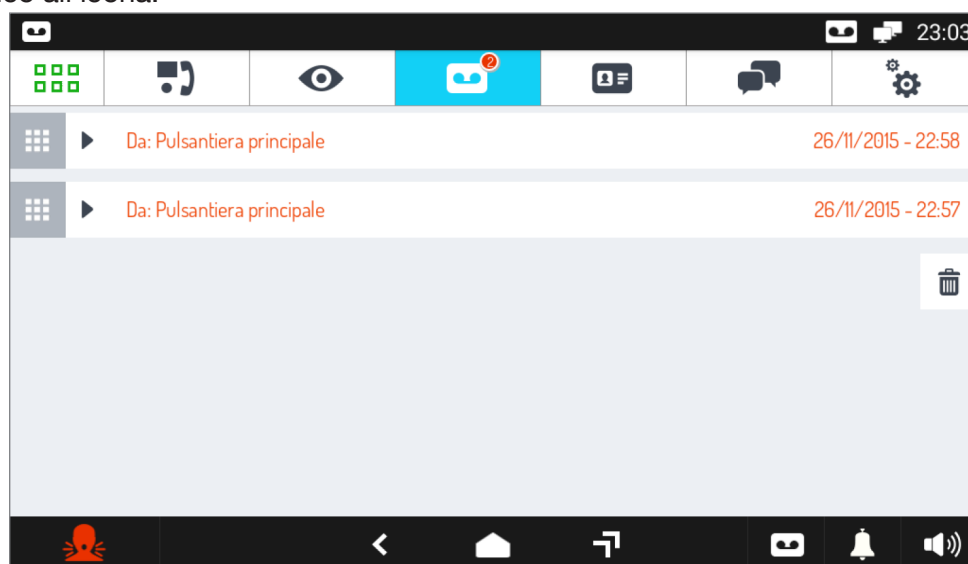 23:03
2
Da: Pulsantiera principale 26/11/2015 - 22:58
Da: Pulsantiera principale 26/11/2015 - 22:57